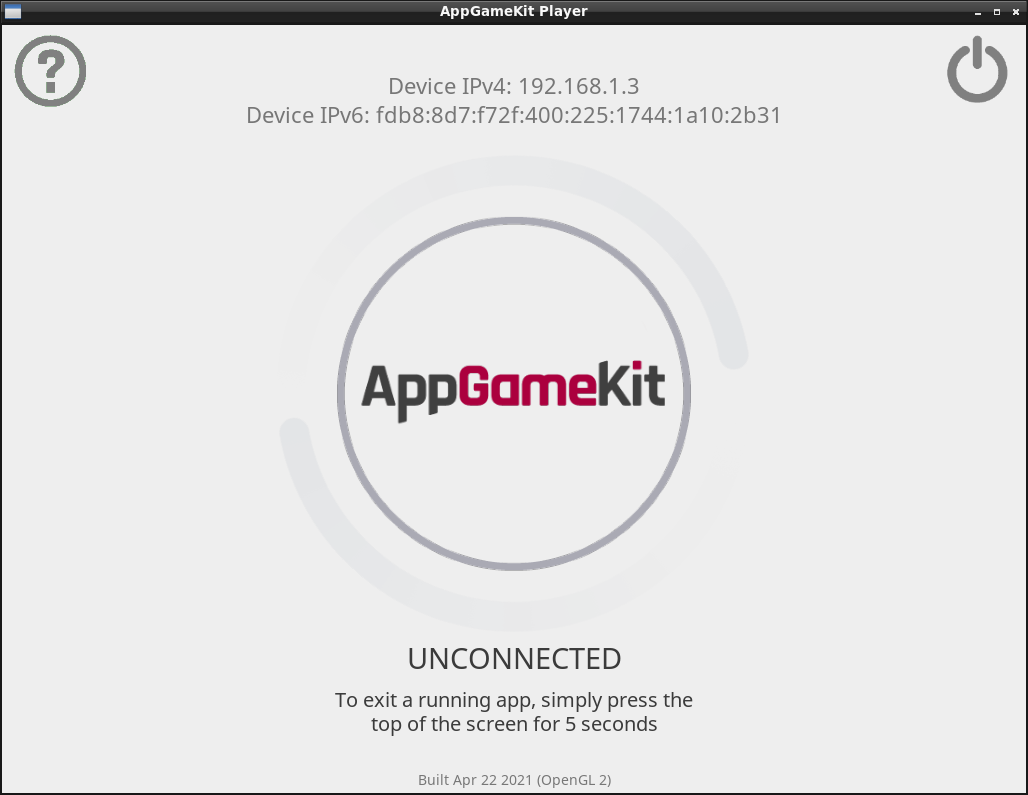 AppGameKit Player
?
Device IPv4: 192.168.1.3
Device IPv6: fdb8:8d7:f72f:400:225:1744:1a10:2b31
AppGameKit
UNCONNECTED
To exit a running app, simply press the
top of the screen for 5 seconds
Built Apr 22 2021 (OpenGL 2)